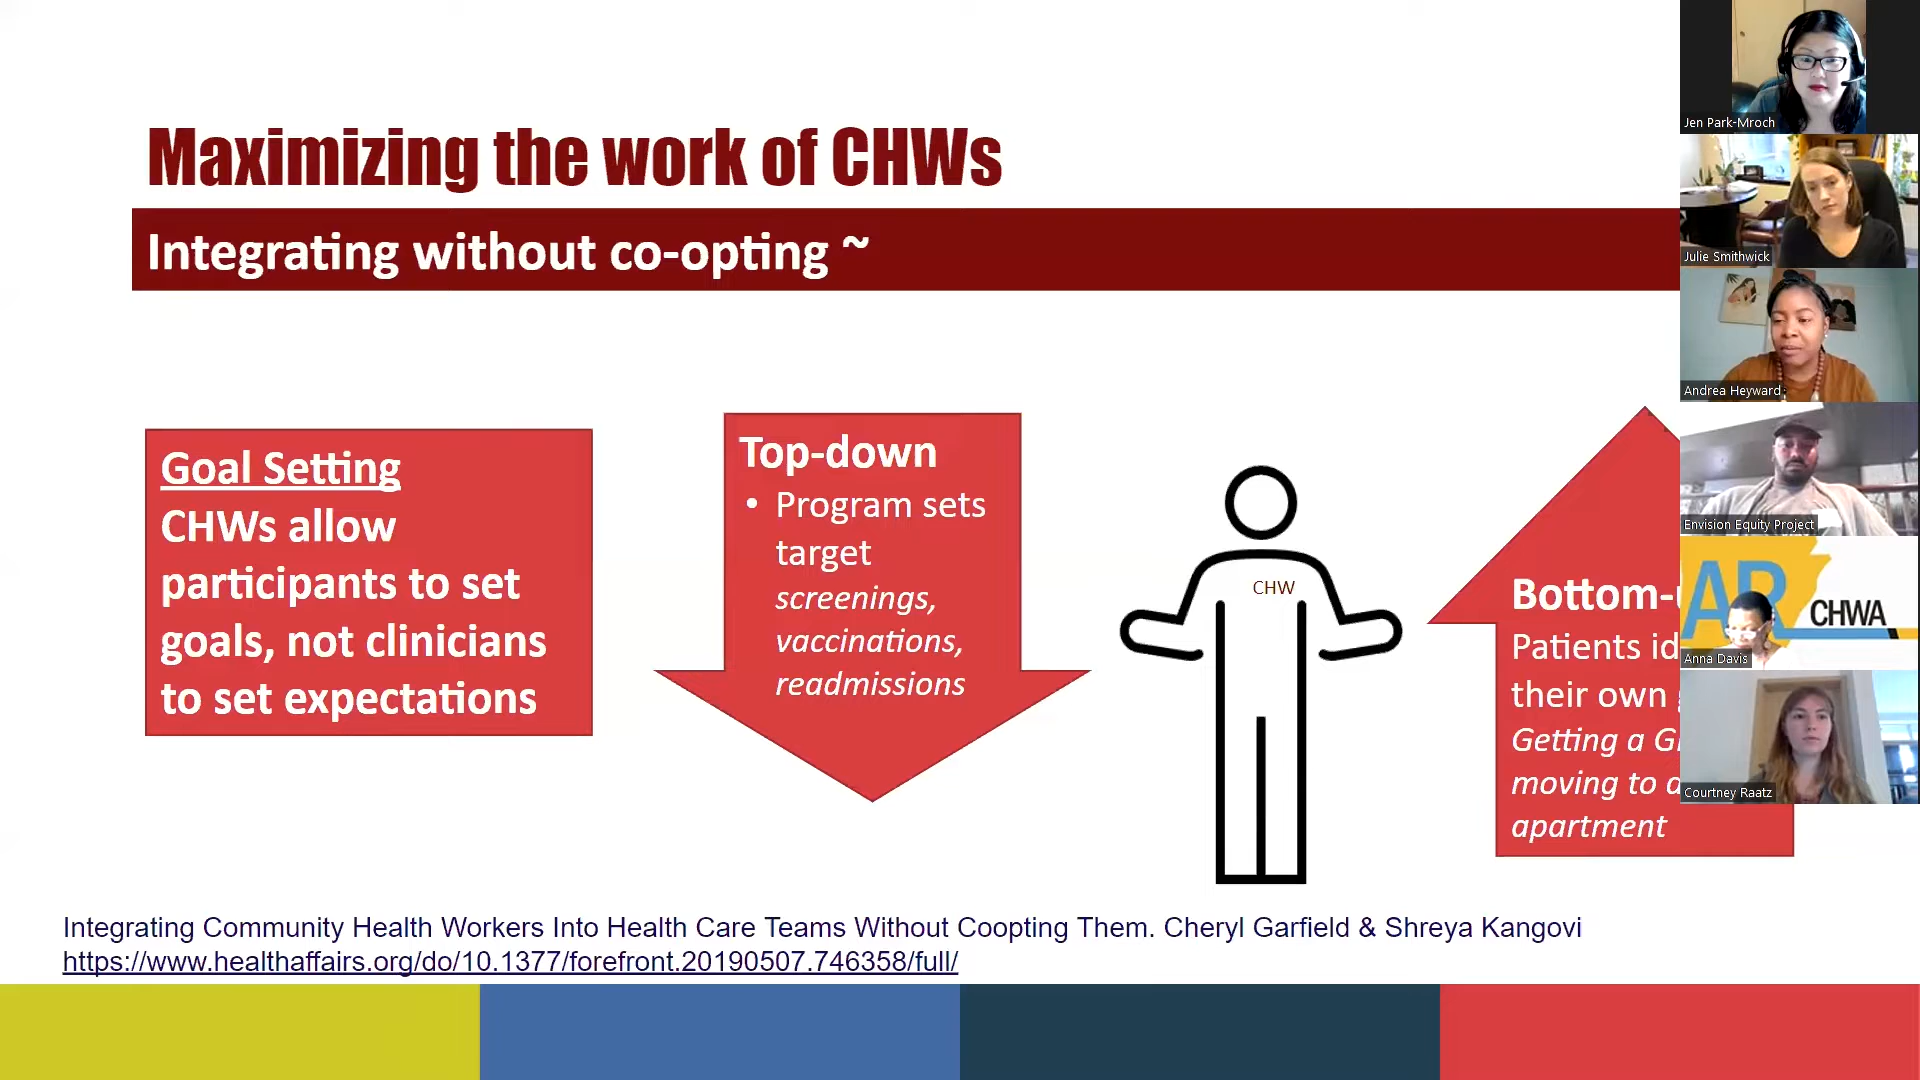 Maximizing the work of CHWs
Integrating without co-opting ~
Goal Setting
CHWs allow
participants to set
goals, not clinicians
to set expectations
Top-down
• Program sets
target
screenings,
vaccinations,
readmissions
CHW
Bottom-
Patients
their own
Getting a
moving to
apartment
Integrating Community Health Workers Into Health Care Teams Without Coopting Them. Cheryl Garfield & Shreya Kangovi
https://www.healthaffairs.org/do/10.1377/forefront.20190507.746358/full/
Jen Park-Mroch
Julie Smithwick
Andrea Heyward
Envision Equity Project
AR
CHWA
Anna Davis
Courtney Raatz